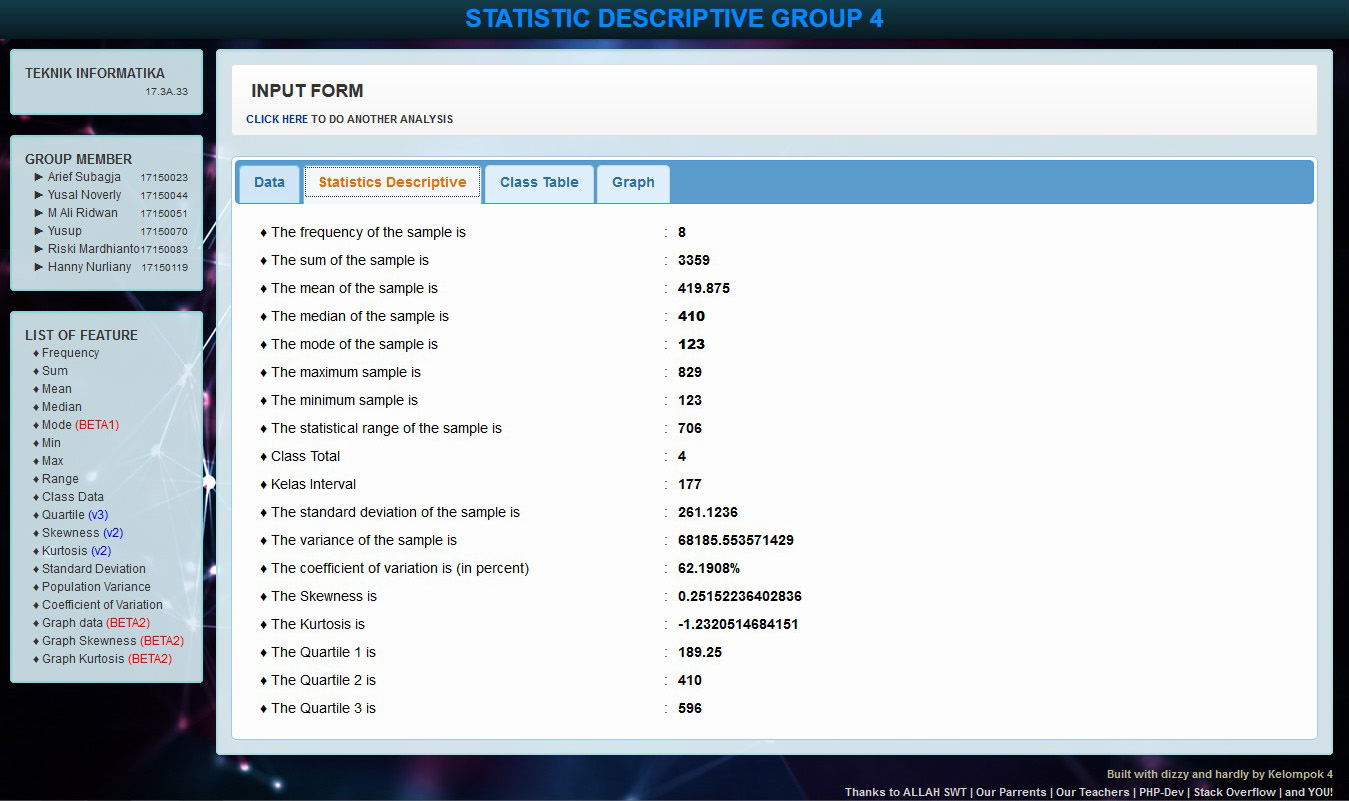 STATISTIC DESCRIPTIVE GROUP 4
TEKNIK INFORMATIKA
17.3A.33
GROUP MEMBER
► Arief Subagja 17150023
► Yusal Noverly 17150044
► M Ali Ridwan 17150051
► Yusup 17150070
► Riski Mardhianto17150083
► Hanny Nurliany 17150119
LIST OF FEATURE
♦ Frequency
♦ Sum
♦ Mean
♦ Median
♦ Mode (BETA1)
♦ Min
♦ Max
♦ Range
♦ Class Data
♦ Quartile (v3)
♦ Skewness (v2)
♦ Kurtosis (v2)
♦ Standard Deviation
♦ Population Variance
♦ Coefficient of Variation
♦ Graph data (BETA2)
♦ Graph Skewness (BETA2)
♦ Graph Kurtosis (BETA2)
INPUT FORM
CLICK HERE TO DO ANOTHER ANALYSIS
Data Statistics Descriptive Class Table Graph
♦ The frequency of the sample is : 8
♦ The sum of the sample is : 3359
♦ The mean of the sample is : 419.875
♦ The median of the sample is : 410
♦ The mode of the sample is : 123
♦ The maximum sample is : 829
♦ The minimum sample is : 123
♦ The statistical range of the sample is : 706
♦ Class Total : 4
♦ Kelas Interval : 177
♦ The standard deviation of the sample is : 261.1236
♦ The variance of the sample is : 68185.553571429
♦ The coefficient of variation is (in percent) : 62.1908%
♦ The Skewness is : 0.25152236402836
♦ The Kurtosis is : -1.2320514684151
♦ The Quartile 1 is : 189.25
♦ The Quartile 2 is : 410
♦ The Quartile 3 is : 596
Built with dizzy and hardly by Kelompok 4
Thanks to ALLAH SWT | Our Parrents | Our Teachers | PHP-Dev | Stack Overflow | and YOU!